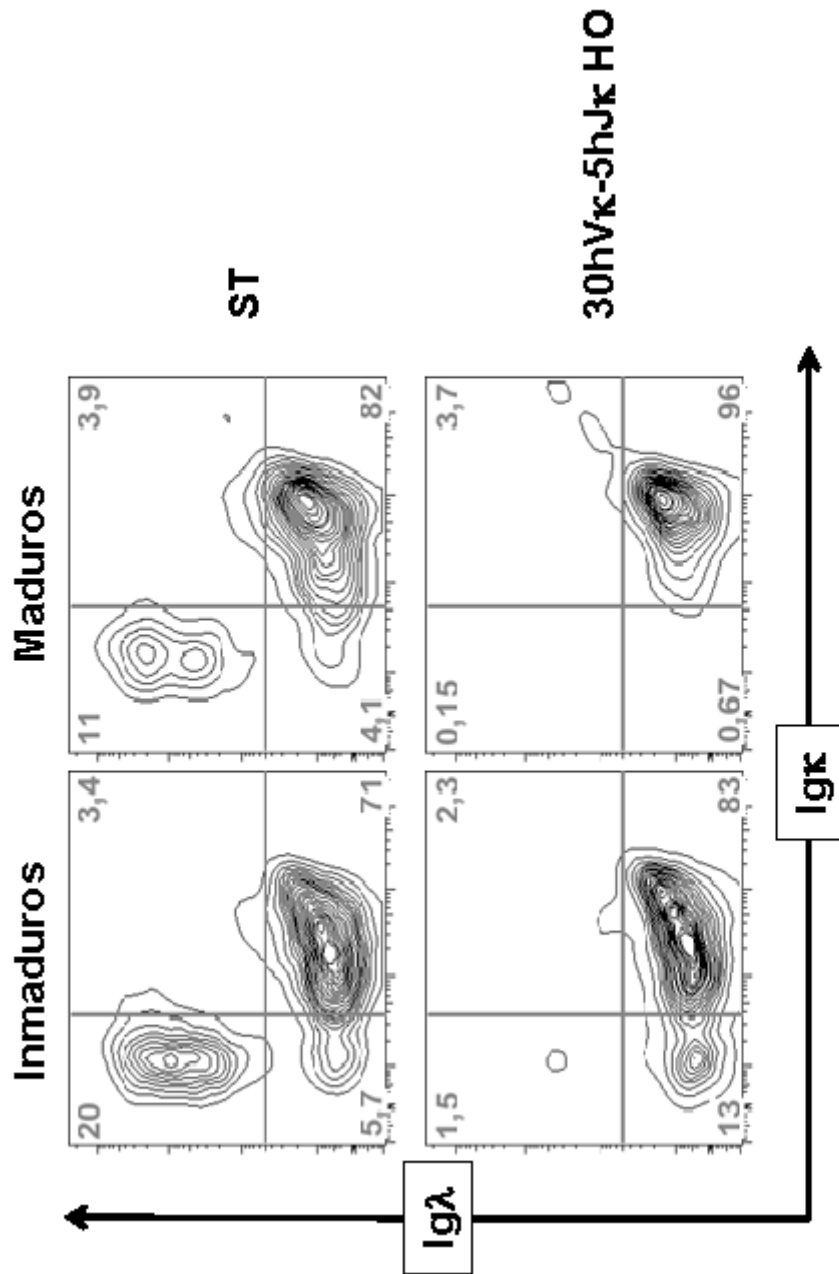 Inmaduros
Maduros
20
3,4
11
3,9
ST
5,7
71
4,1
82
1,5
2,3
0,15
3,7
30hVκ-5hJκ HO
13
83
0,67
96
Igλ
Igκ